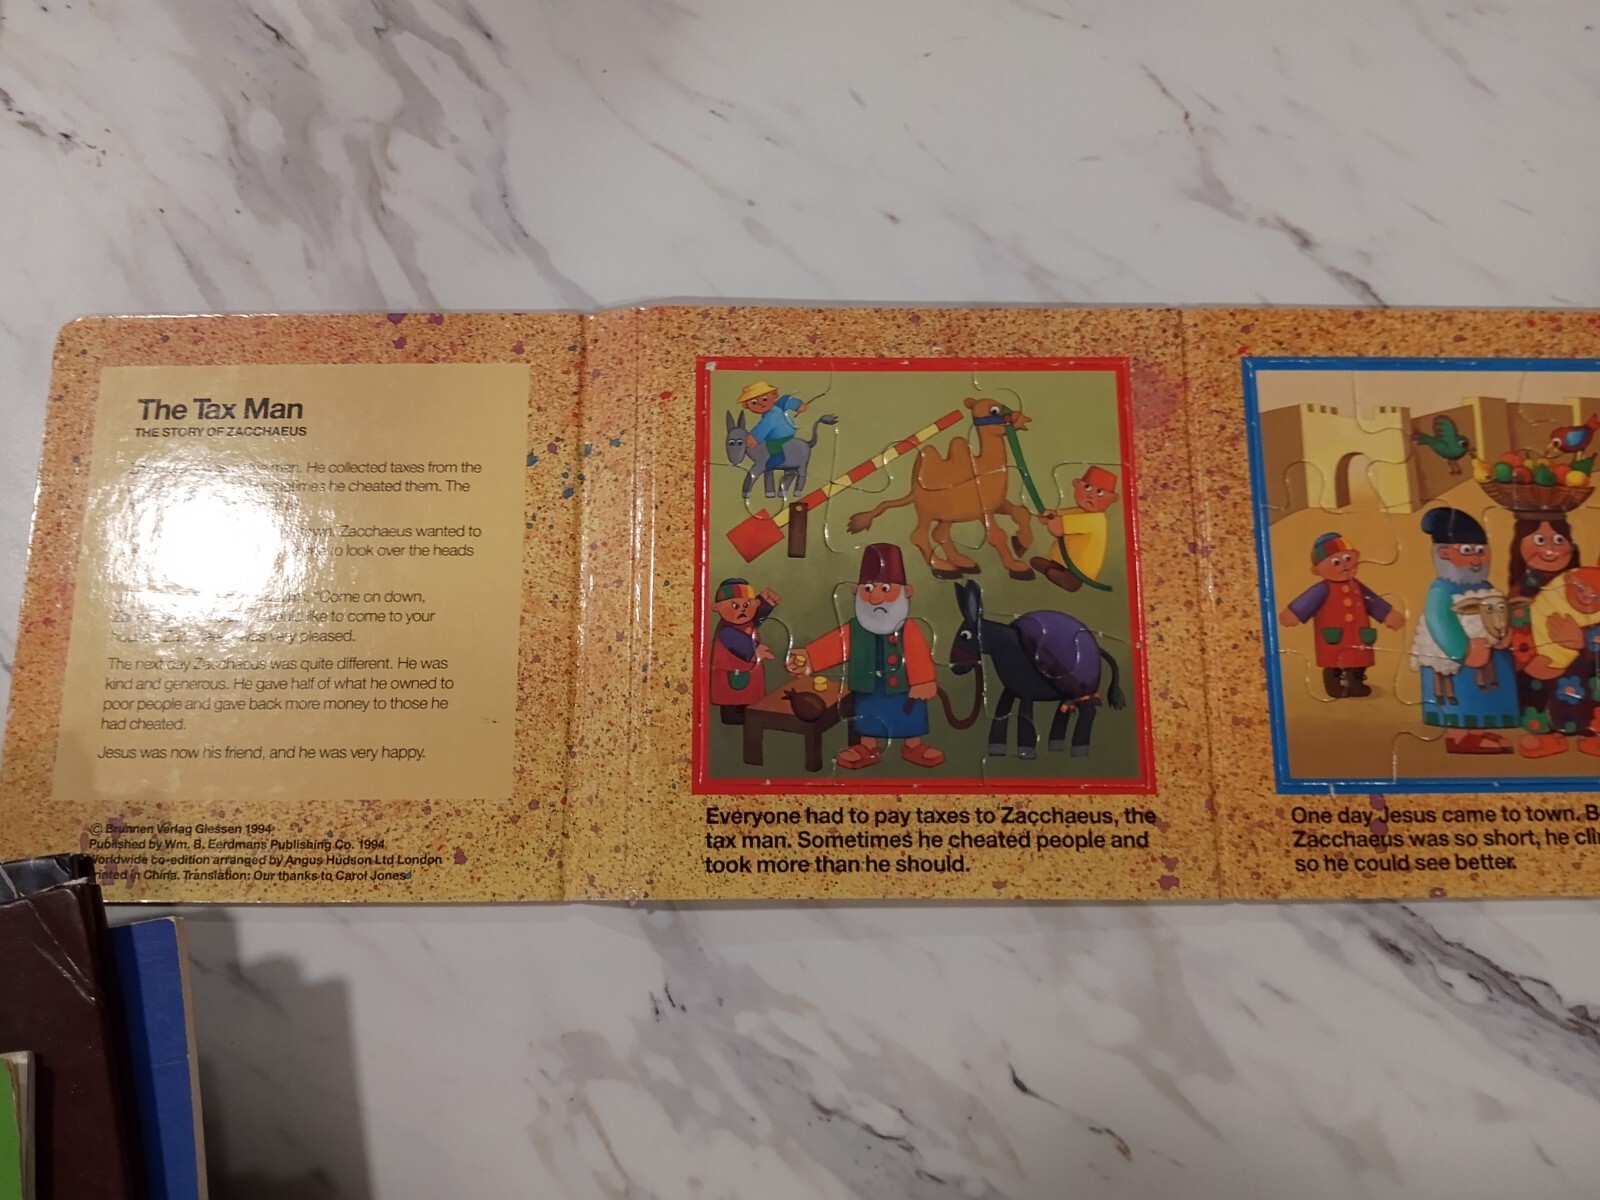 The Tax Man
THE STORY OF ZACCHAEUS
men. He collected taxes from the
he cheated them. The
town. Zacchaeus wanted to
to look over the heads
"Come on down,
like to come to your
was very pleased.
The next day Zacchaeus was quite different. He was
kind and generous. He gave half of what he owned to
poor people and gave back more money to those he
had cheated.
Jesus was now his friend, and he was very happy.
© Brunnen Verlag Giessen 1994
Published by Wm. B. Eerdmans Publishing Co. 1994
Worldwide co-edition arranged by Angus Hudson Ltd London
Printed in China. Translation: Our thanks to Carol Jones
Everyone had to pay taxes to Zacchaeus, the
tax man. Sometimes he cheated people and
took more than he should.
One day Jesus came to town.
Zacchaeus was so short, he
so he could see better.